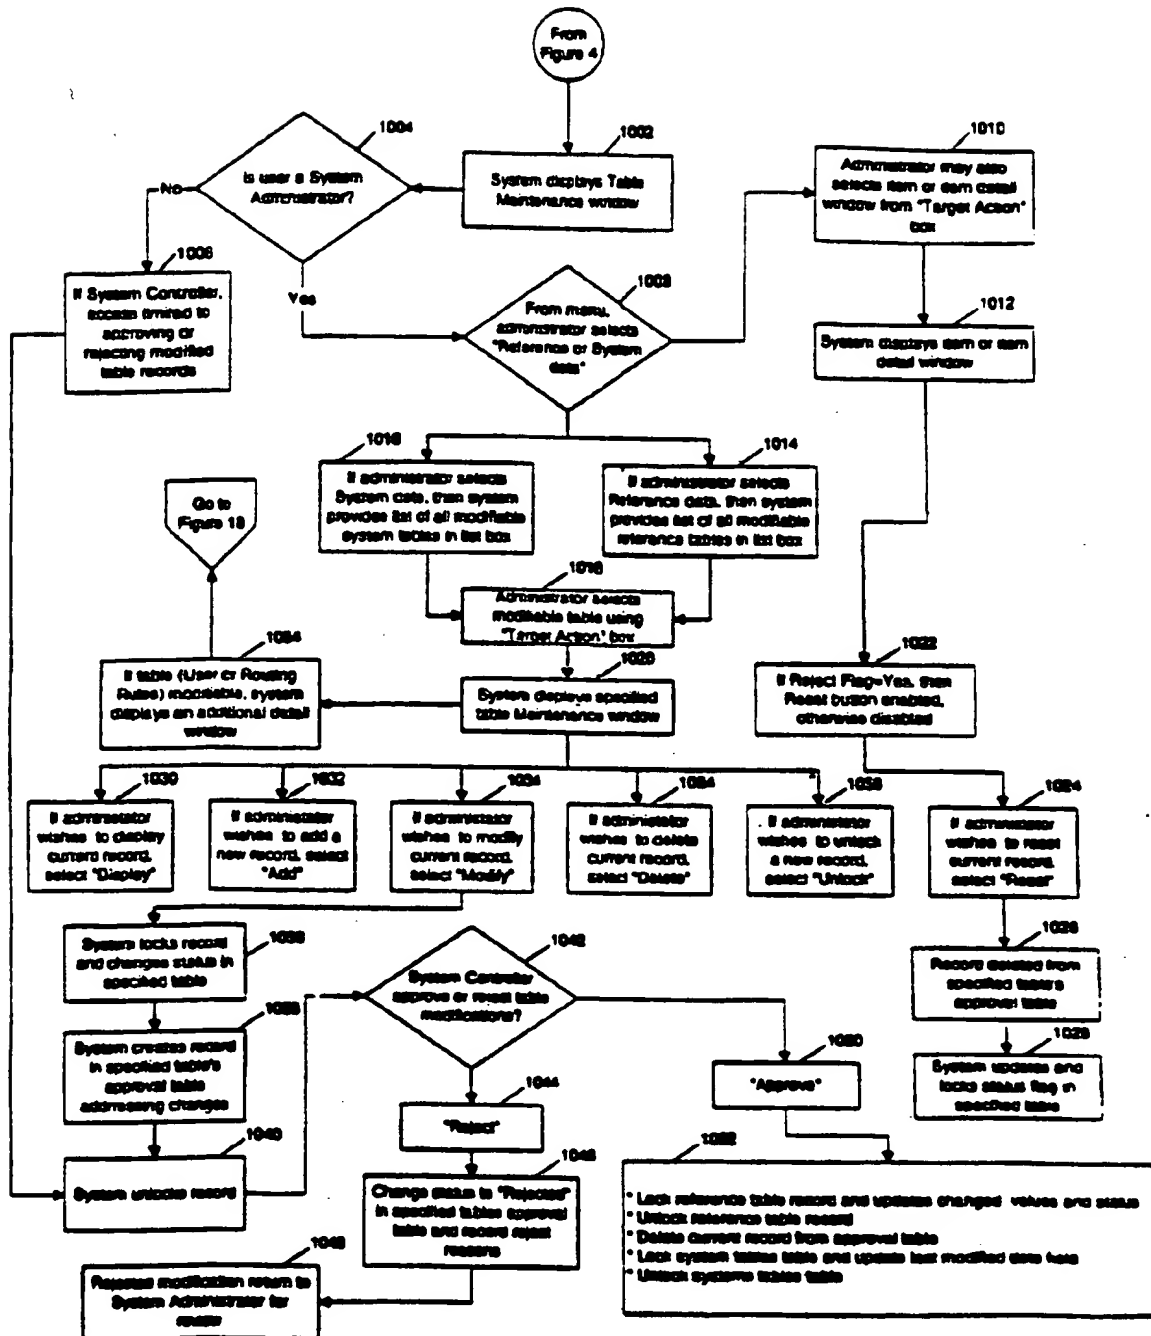 From
Figure 4
1004
1002
1010
Is user a System
Administrator?
No
Yes
System displays Table
Maintenance window
Administrator may also
selects item or item detail
window from "Target Action"
box
1006
If System Controller,
access limited to
approving or
rejecting modified
table records
1008
From menu,
administrator selects
"Reference or System
data"
1012
System displays item or item
detail window
1016
If administrator selects
System data, then system
provides list of all modifiable
system tables in list box
1014
If administrator selects
Reference data, then system
provides list of all modifiable
reference tables in list box
Go to
Figure
1018
Administrator selects
modifiable table using
"Target Action" box
If table (User or Routing
Rules) modifiable, system
displays an additional detail
window
1020
System displays specified
table Maintenance window
1022
If Reject Flag=Yes, then
Reset button enabled,
otherwise disabled
1030
If administator
wishes to display
current record,
select "Display"
1032
If administator
wishes to add a
new record, select
"Add"
If administator
wishes to modify
current record,
select "Modify"
If administator
wishes to delete
current record,
select "Delete"
If administator
wishes to unlock
a new record,
select "Unlock"
1024
If administator
wishes to reset
current record,
select "Reset"
System locks record
and changes status in
specified table
1042
System Controller
approve or reject table
modifications?
1026
Record deleted from
specified table's
approval table
System creates record
in specified table's
approval table
addressing changes
1028
System updates and
locks status flag in
specified table
1050
"Approve"
1044
"Reject"
1040
System unlocks record
Change status to "Rejected"
in specified tables approval
table and record reject
reasons
Rejected modification return to
System Administrator for
review
* Lock reference table record and updates changed values and status
* Unlock reference table record
* Delete current record from approval table
* Lock system tables table and update last modified date here
* Unlock systems tables table